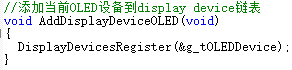 //添加当前OLED设备到display device链表
void AddDisplayDeviceOLED(void)
{
    DisplayDevicesRegister(&g_tOLEDDevice);
}